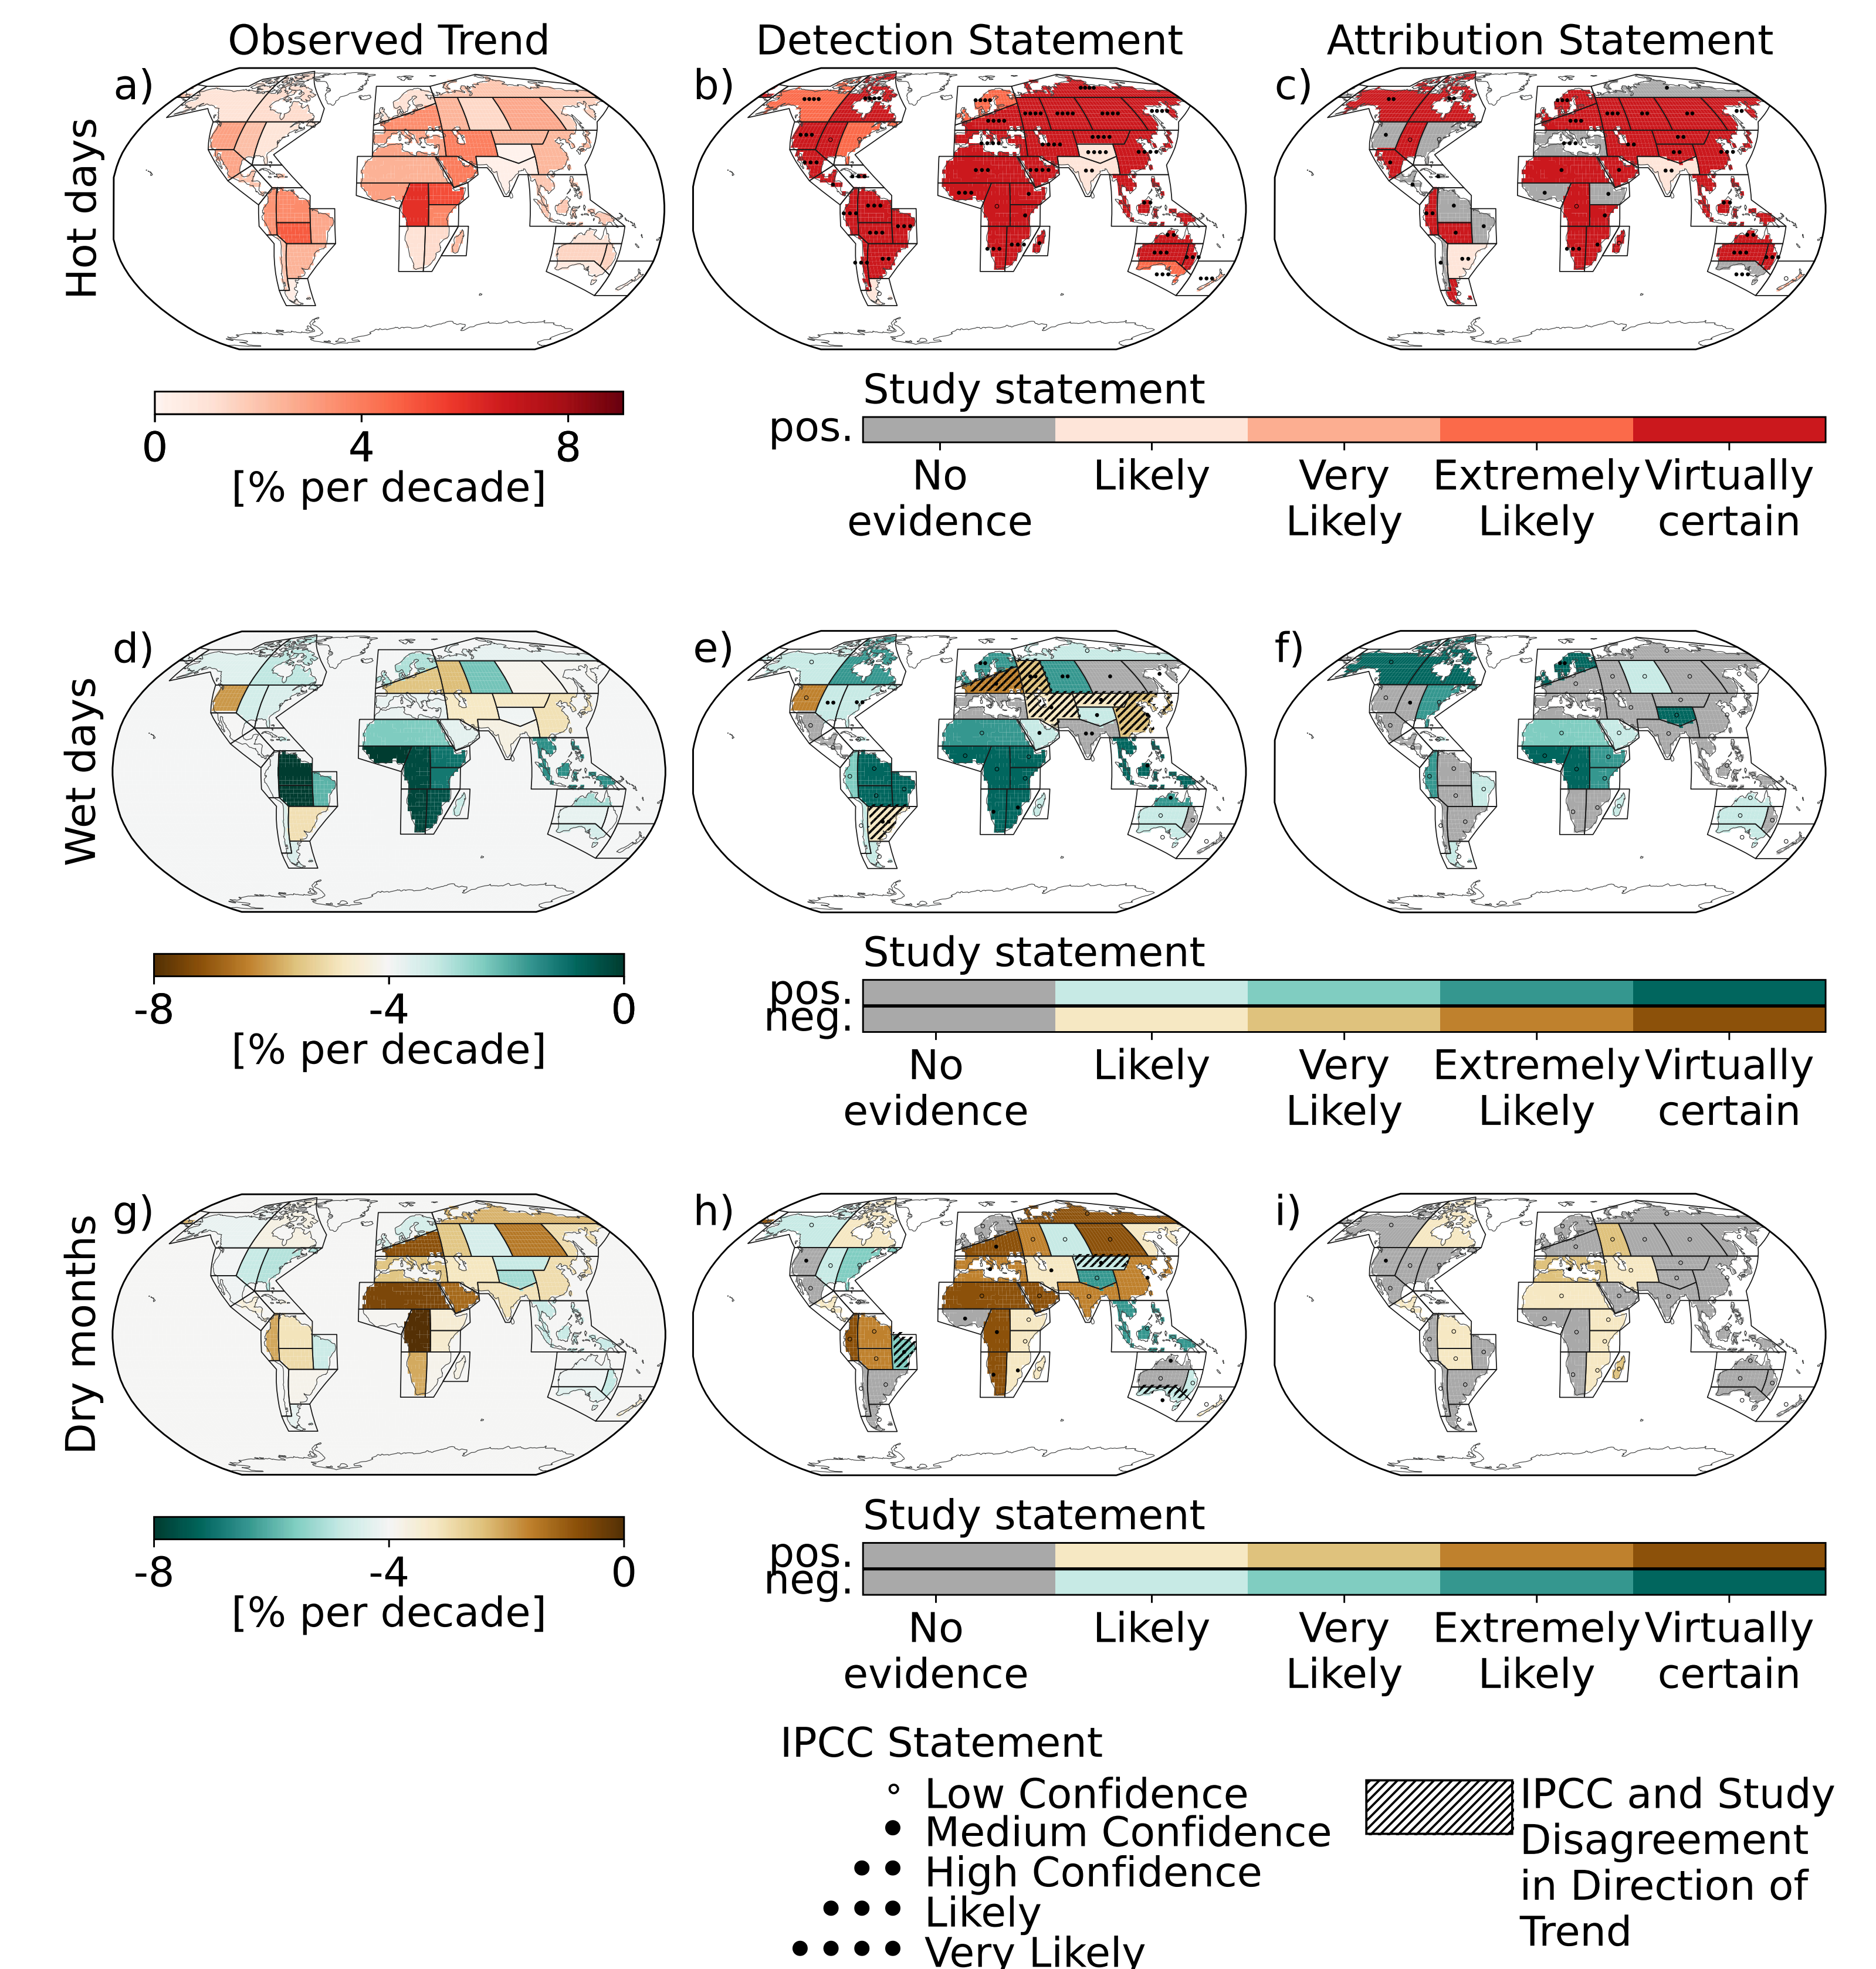 Observed Trend
Detection Statement
Attribution Statement
Hot days
a)
b)
c)
0
4
8
[% per decade]
Study statement
pos.
No
evidence
Likely
Very
Likely
Extremely
Likely
Virtually
certain
Wet days
d)
e)
f)
-8
-4
0
[% per decade]
Study statement
pos.
neg.
No
evidence
Likely
Very
Likely
Extremely
Likely
Virtually
certain
Dry months
g)
h)
i)
-8
-4
0
[% per decade]
Study statement
pos.
neg.
No
evidence
Likely
Very
Likely
Extremely
Likely
Virtually
certain
IPCC Statement
Low Confidence
Medium Confidence
High Confidence
Likely
Very Likely
IPCC and Study
Disagreement
in Direction of
Trend